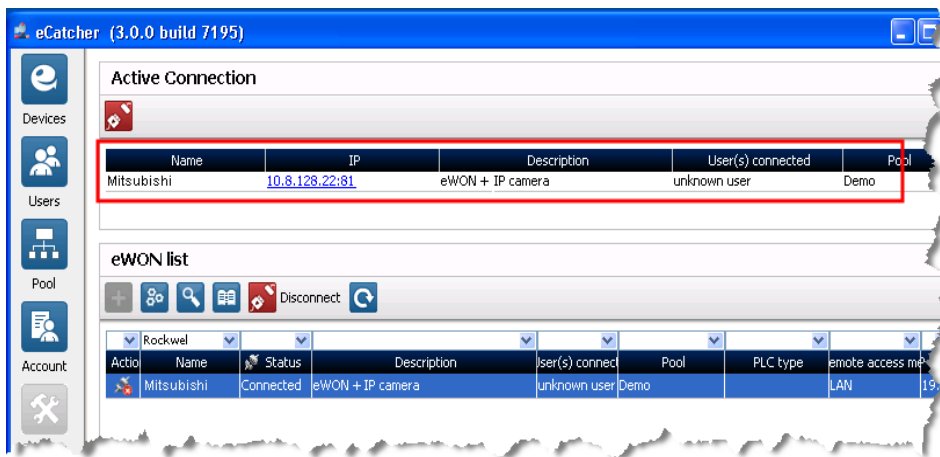 eCatcher (3.0.0 build 7195)
Devices
Users
Pool
Account
Active Connection
Name IP Description User(s) connected Pool
Mitsubishi 10.8.128.22:81 eWON + IP camera unknown user Demo
eWON list
Disconnect
Rockwel
Actio Name Status Description Jser(s) connect Pool PLC type emote access me
Mitsubishi Connected eWON + IP camera unknown user Demo LAN 19.